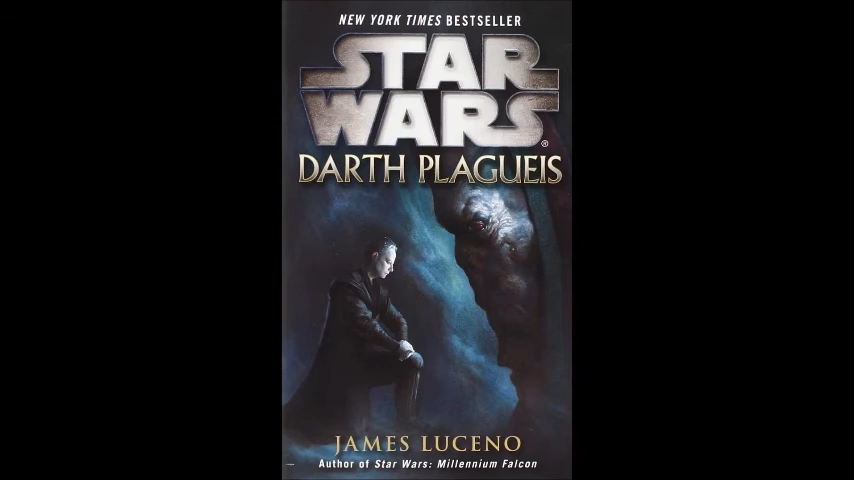 NEW YORK TIMES BESTSELLER
STAR
WARS®
DARTH PLAGUEIS
JAMES LUCENO
Author of Star Wars: Millennium Falcon